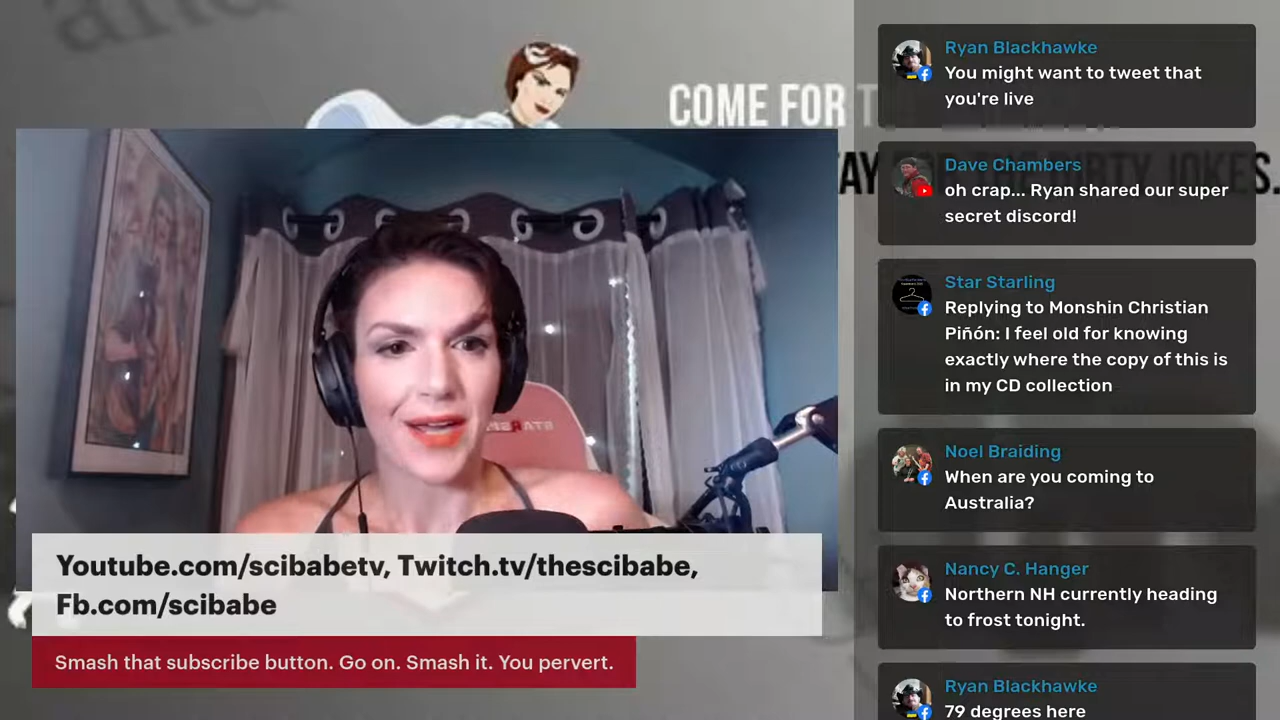 and
COME FOR T
AY FOR THE DIRTY JOKES.
Youtube.com/scibabetv, Twitch.tv/thescibabe,
Fb.com/scibabe
Smash that subscribe button. Go on. Smash it. You pervert.
Ryan Blackhawke
You might want to tweet that
you're live
Dave Chambers
oh crap... Ryan shared our super
secret discord!
Star Starling
Replying to Monshin Christian
Piñón: I feel old for knowing
exactly where the copy of this is
in my CD collection
Noel Braiding
When are you coming to
Australia?
Nancy C. Hanger
Northern NH currently heading
to frost tonight.
Ryan Blackhawke
79 degrees here